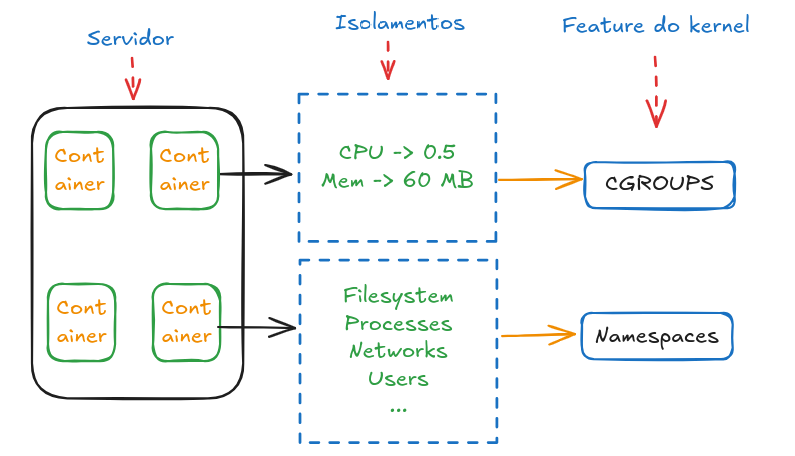 Servidor
Isolamentos
Feature do kernel
Cont
ainer
Cont
ainer
CPU -> 0.5
Mem -> 60 MB
CGROUPS
Cont
ainer
Cont
ainer
Filesystem
Processes
Networks
Users
...
Namespaces